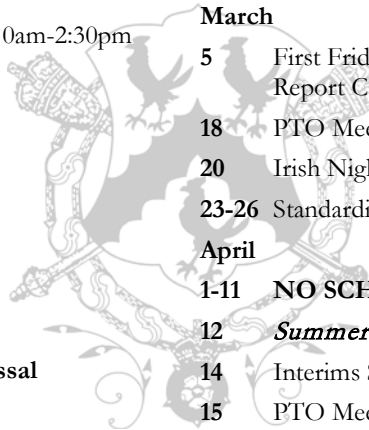 0am-2:30pm
ssal
March
5 First Frid
Report C
18 PTO Mee
20 Irish Nigh
23-26 Standardi
April
1-11 NO SCH
12 Summer
14 Interims S
15 PTO Mee